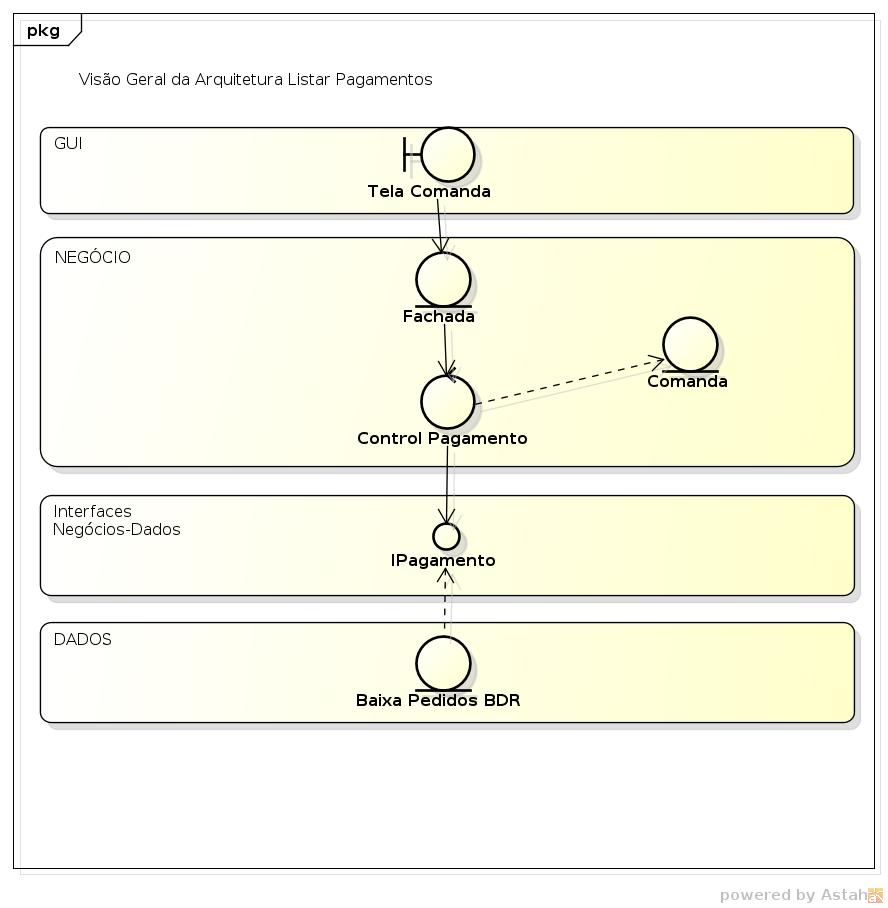 pkg
Visão Geral da Arquitetura Listar Pagamentos
GUI
Tela Comanda
NEGÓCIO
Fachada
Comanda
Control Pagamento
Interfaces
Negócios-Dados
IPagamento
DADOS
Baixa Pedidos BDR
powered by Astah